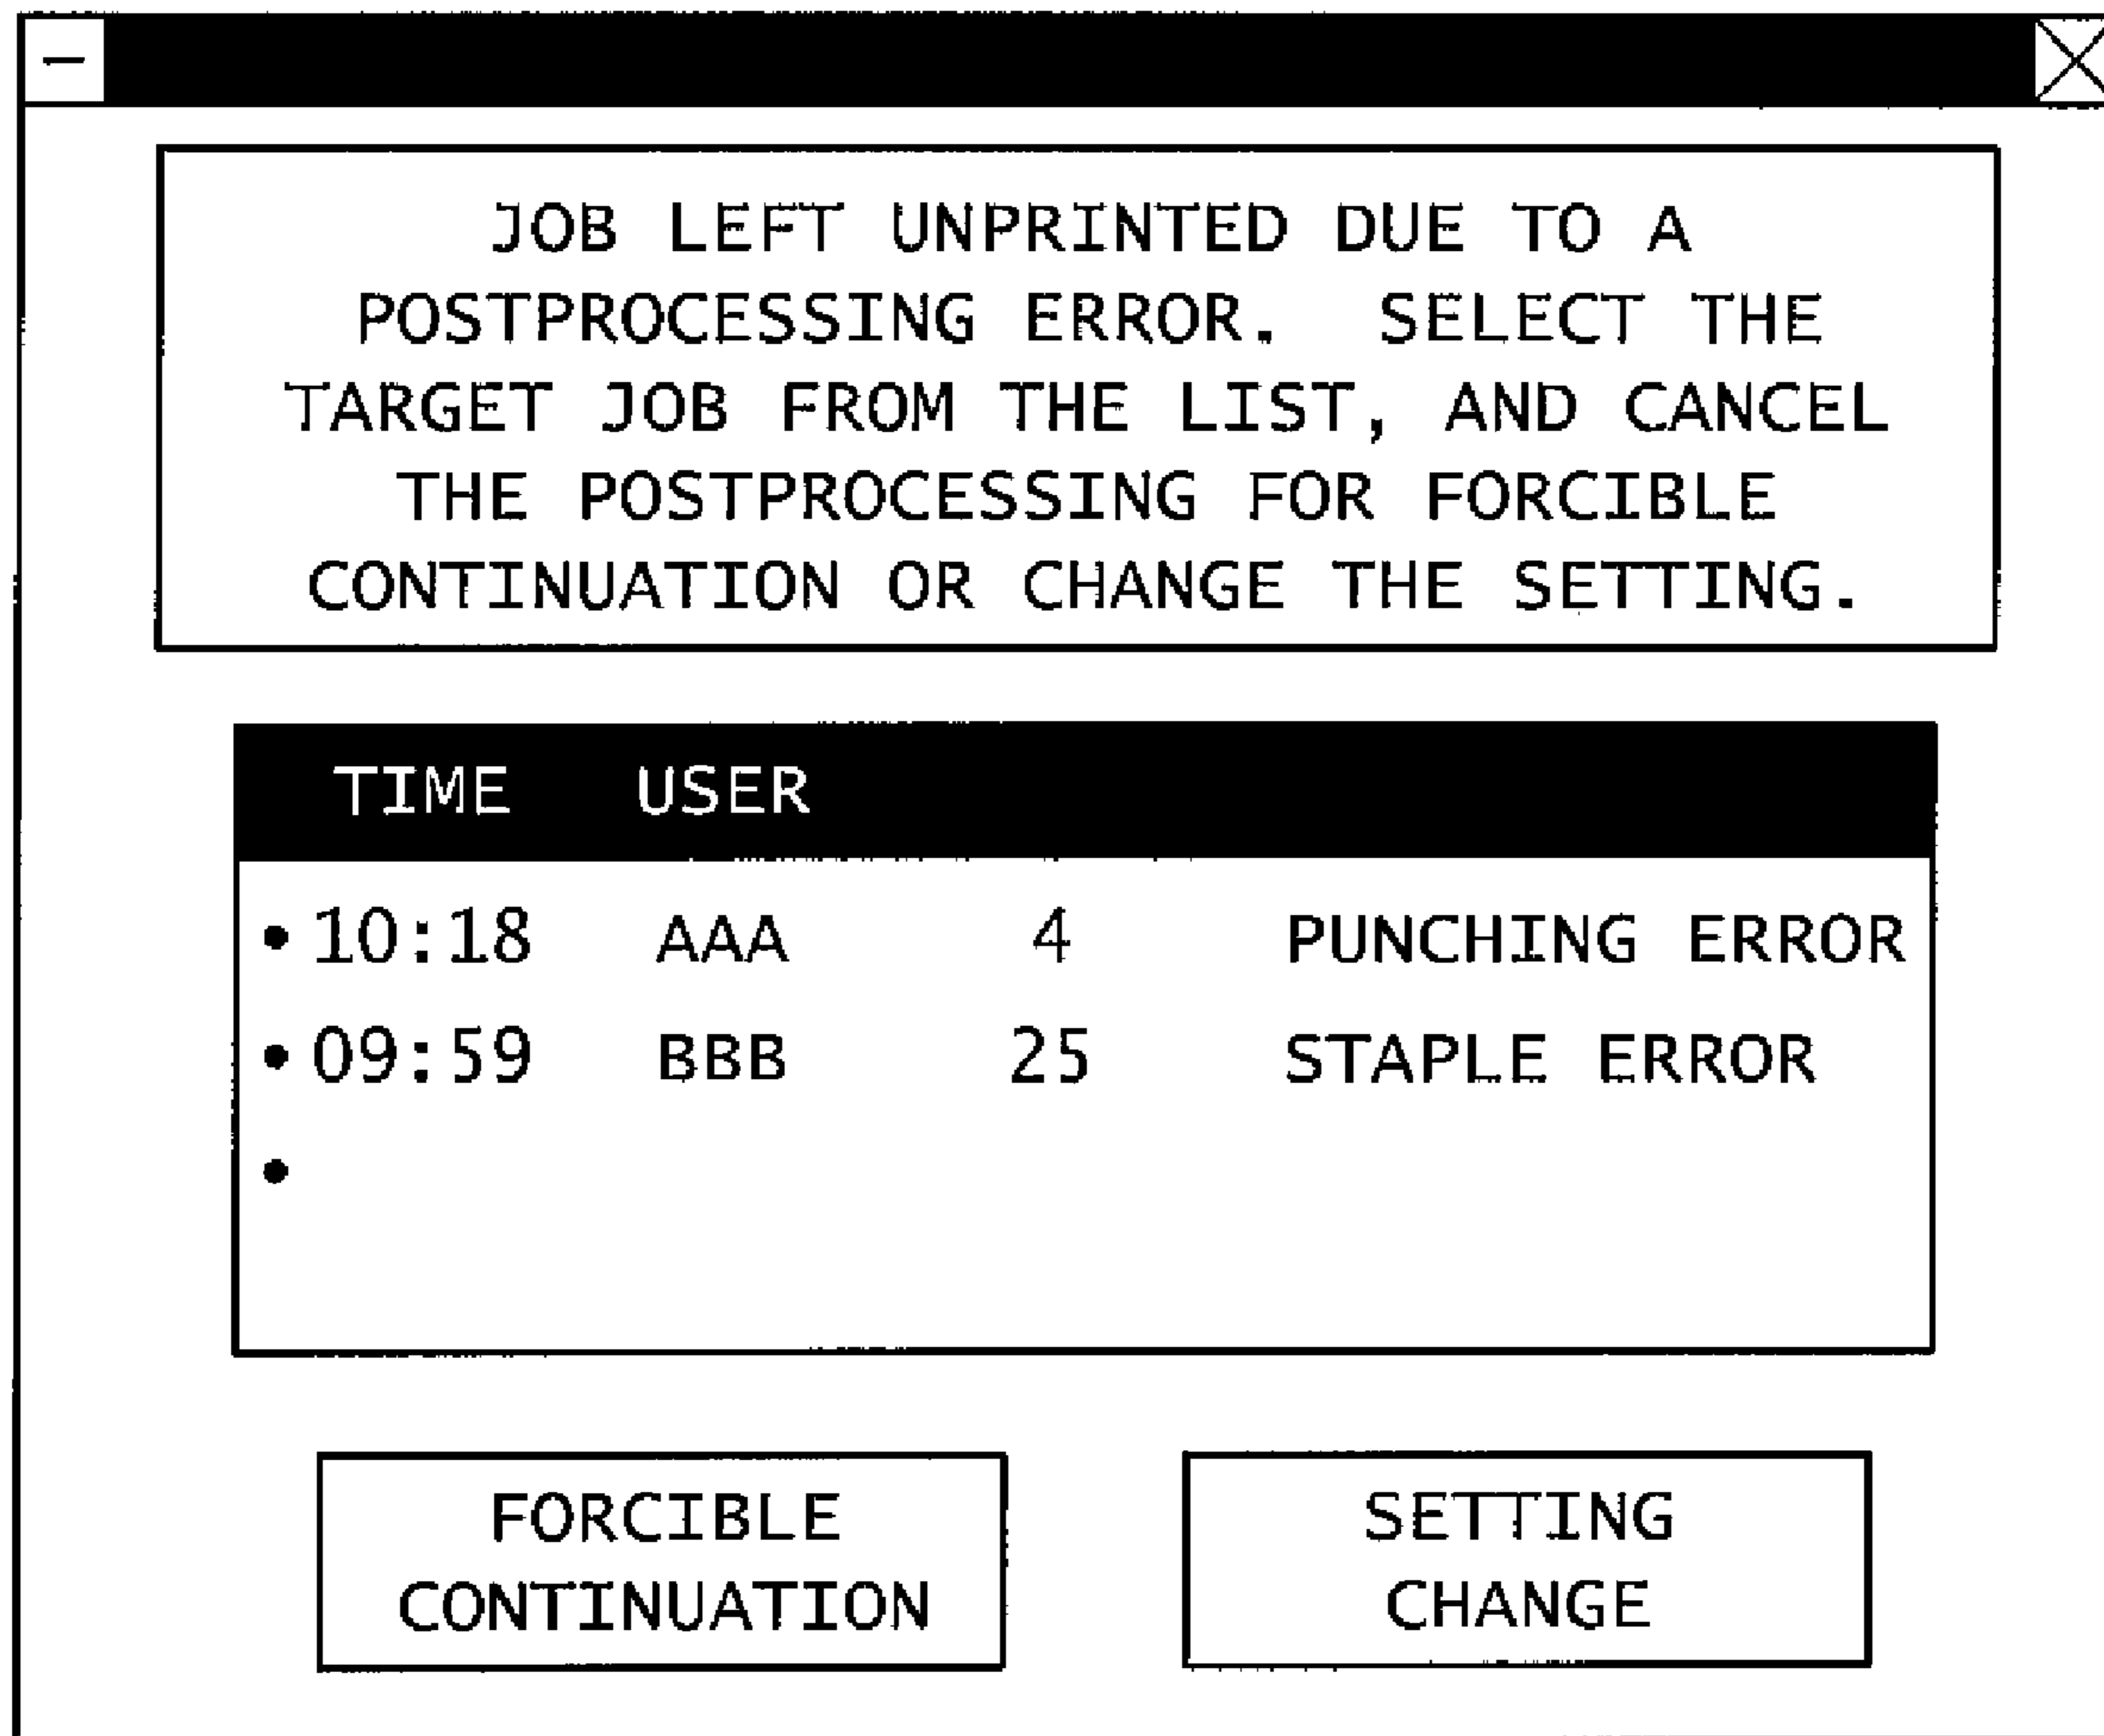 JOB LEFT UNPRINTED DUE TO A
POSTPROCESSING ERROR. SELECT THE
TARGET JOB FROM THE LIST, AND CANCEL
THE POSTPROCESSING FOR FORCIBLE
CONTINUATION OR CHANGE THE SETTING.
TIME USER
• 10:18 AAA 4 PUNCHING ERROR
• 09:59 BBB 25 STAPLE ERROR
•
FORCIBLE
CONTINUATION
SETTING
CHANGE